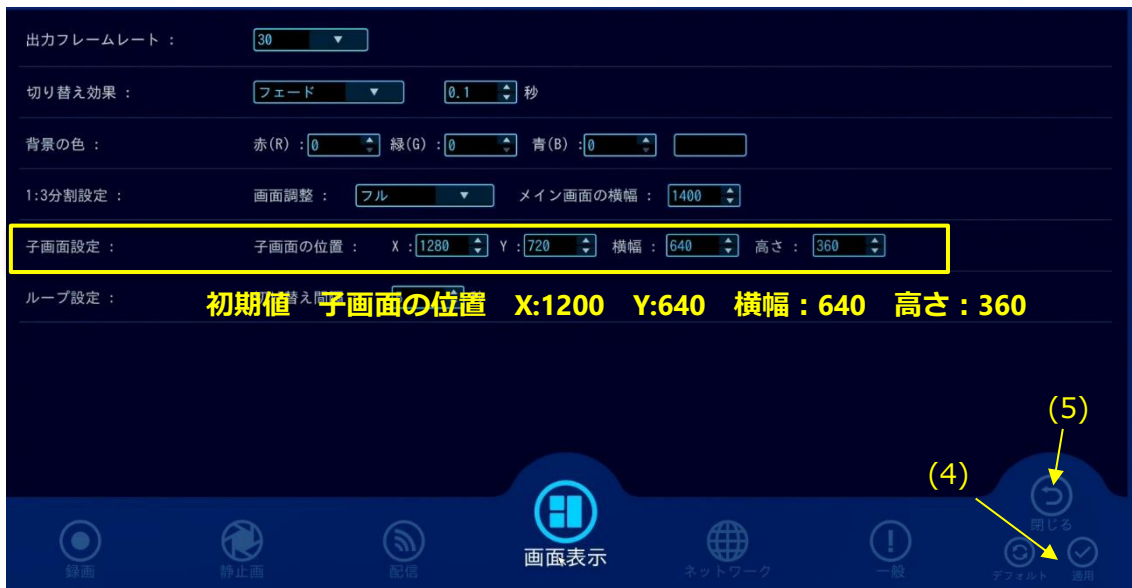 出力フレームレート : 30
切り替え効果 : フェード 0.1 秒
背景の色 : 赤(R) :0 緑(G) :0 青(B) :0
1:3分割設定 : 画面調整 : フル メイン画面の横幅 : 1400
子画面設定 : 子画面の位置 : X :1280 Y :720 横幅 : 640 高さ : 360
ループ設定 :
初期値 子画面の位置 X:1200 Y:640 横幅：640 高さ：360
(5)
(4)
閉じる
録画 静止画 配信 画面表示 ネットワーク 一般 デフォルト 適用